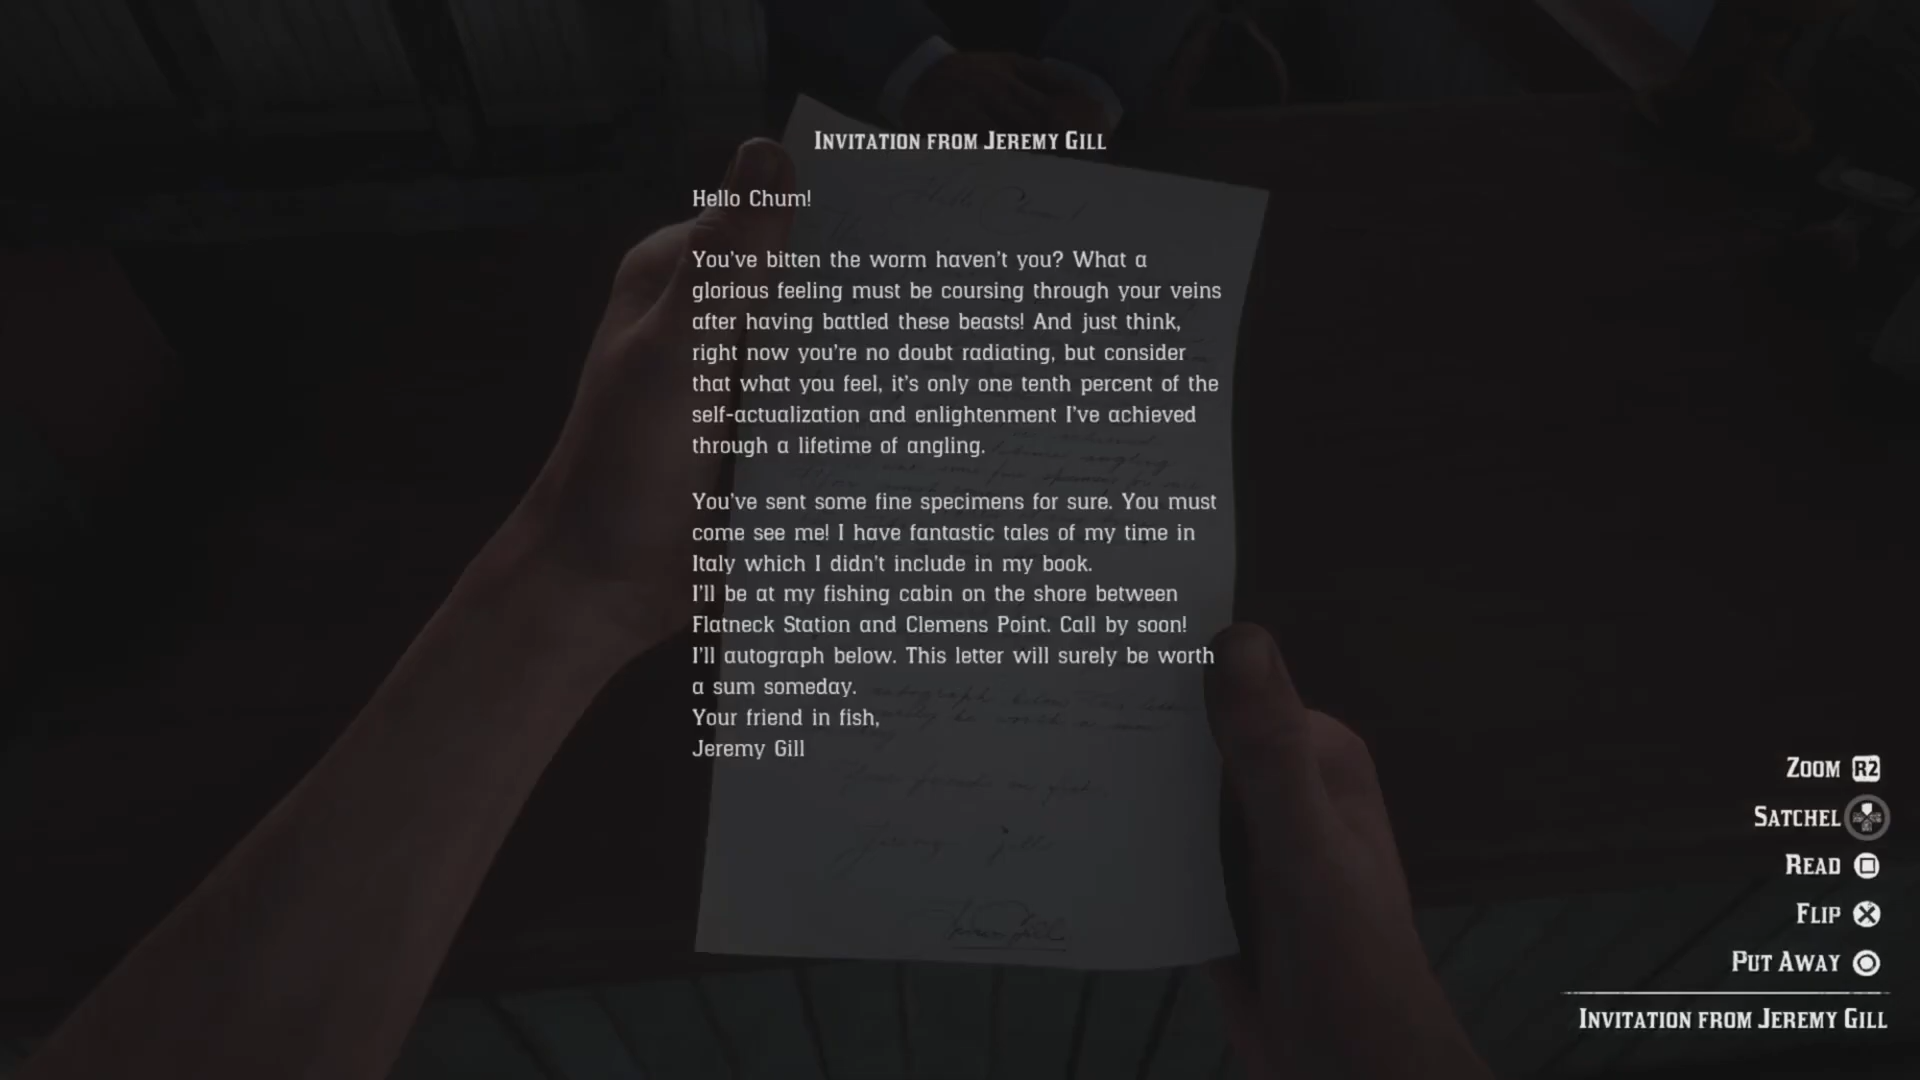 Invitation from Jeremy Gill
Hello Chum!
You've bitten the worm haven't you? What a
glorious feeling must be coursing through your veins
after having battled these beasts! And just think,
right now you're no doubt radiating, but consider
that what you feel, it's only one tenth percent of the
self-actualization and enlightenment I've achieved
through a lifetime of angling.
You've sent some fine specimens for sure. You must
come see me! I have fantastic tales of my time in
Italy which I didn't include in my book.
I'll be at my fishing cabin on the shore between
Flatneck Station and Clemens Point. Call by soon!
I'll autograph below. This letter will surely be worth
a sum someday.
Your friend in fish,
Jeremy Gill
Zoom R2
Satchel
Read
Flip
Put Away
Invitation from Jeremy Gill